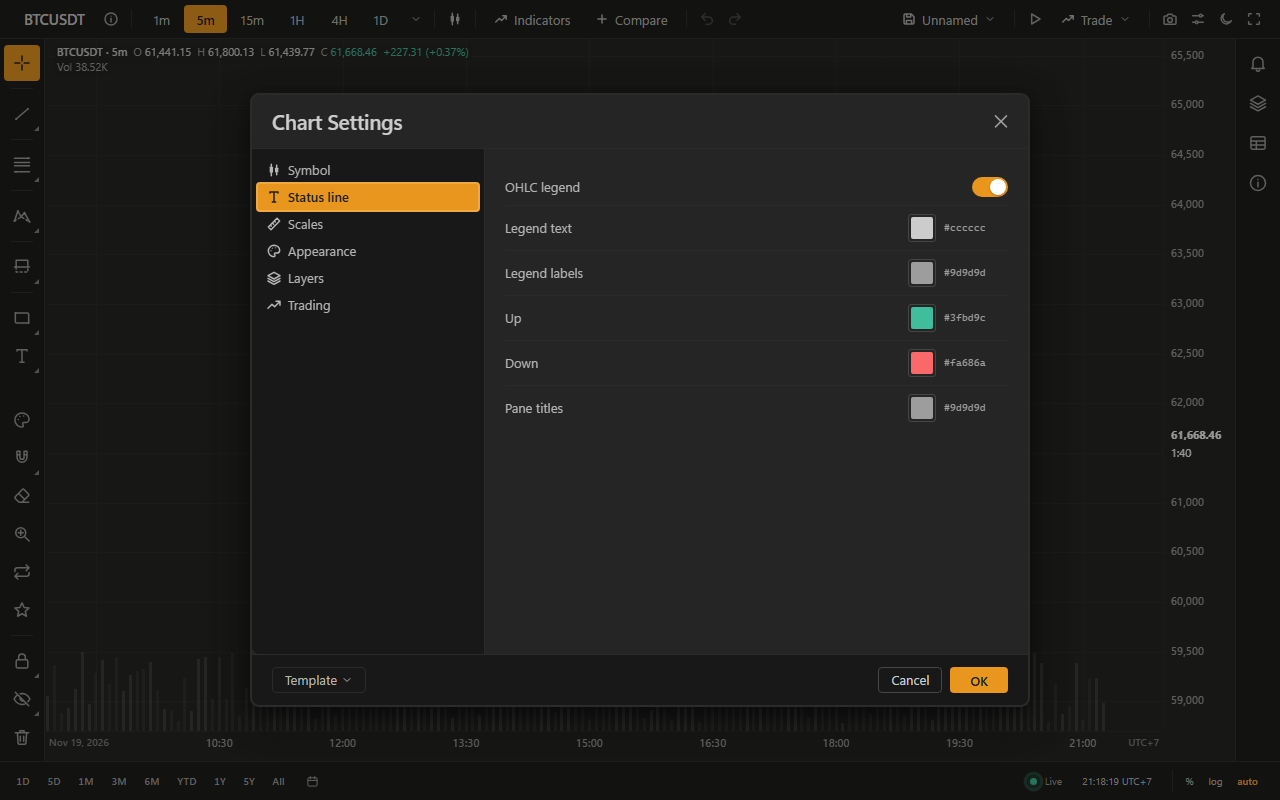 BTCUSDT 1m 5m 15m 1H 4H 1D Indicators Compare Unnamed Trade
BTCUSDT · 5m O 61,441.15 H 61,800.13 L 61,439.77 C 61,668.46 +227.31 (+0.37%)
Vol 38.52K
65,500
65,000
64,500
64,000
63,500
63,000
62,500
62,000
61,668.46
1:40
61,000
60,500
60,000
59,500
59,000
Chart Settings
Symbol
Status line
Scales
Appearance
Layers
Trading
OHLC legend
Legend text #cccccc
Legend labels #9d9d9d
Up #3fbd9c
Down #fa686a
Pane titles #9d9d9d
Template Cancel OK
Nov 19, 2026 10:30 12:00 13:30 15:00 16:30 18:00 19:30 21:00 UTC+7
1D 5D 1M 3M 6M YTD 1Y 5Y All Live 21:18:19 UTC+7 % log auto